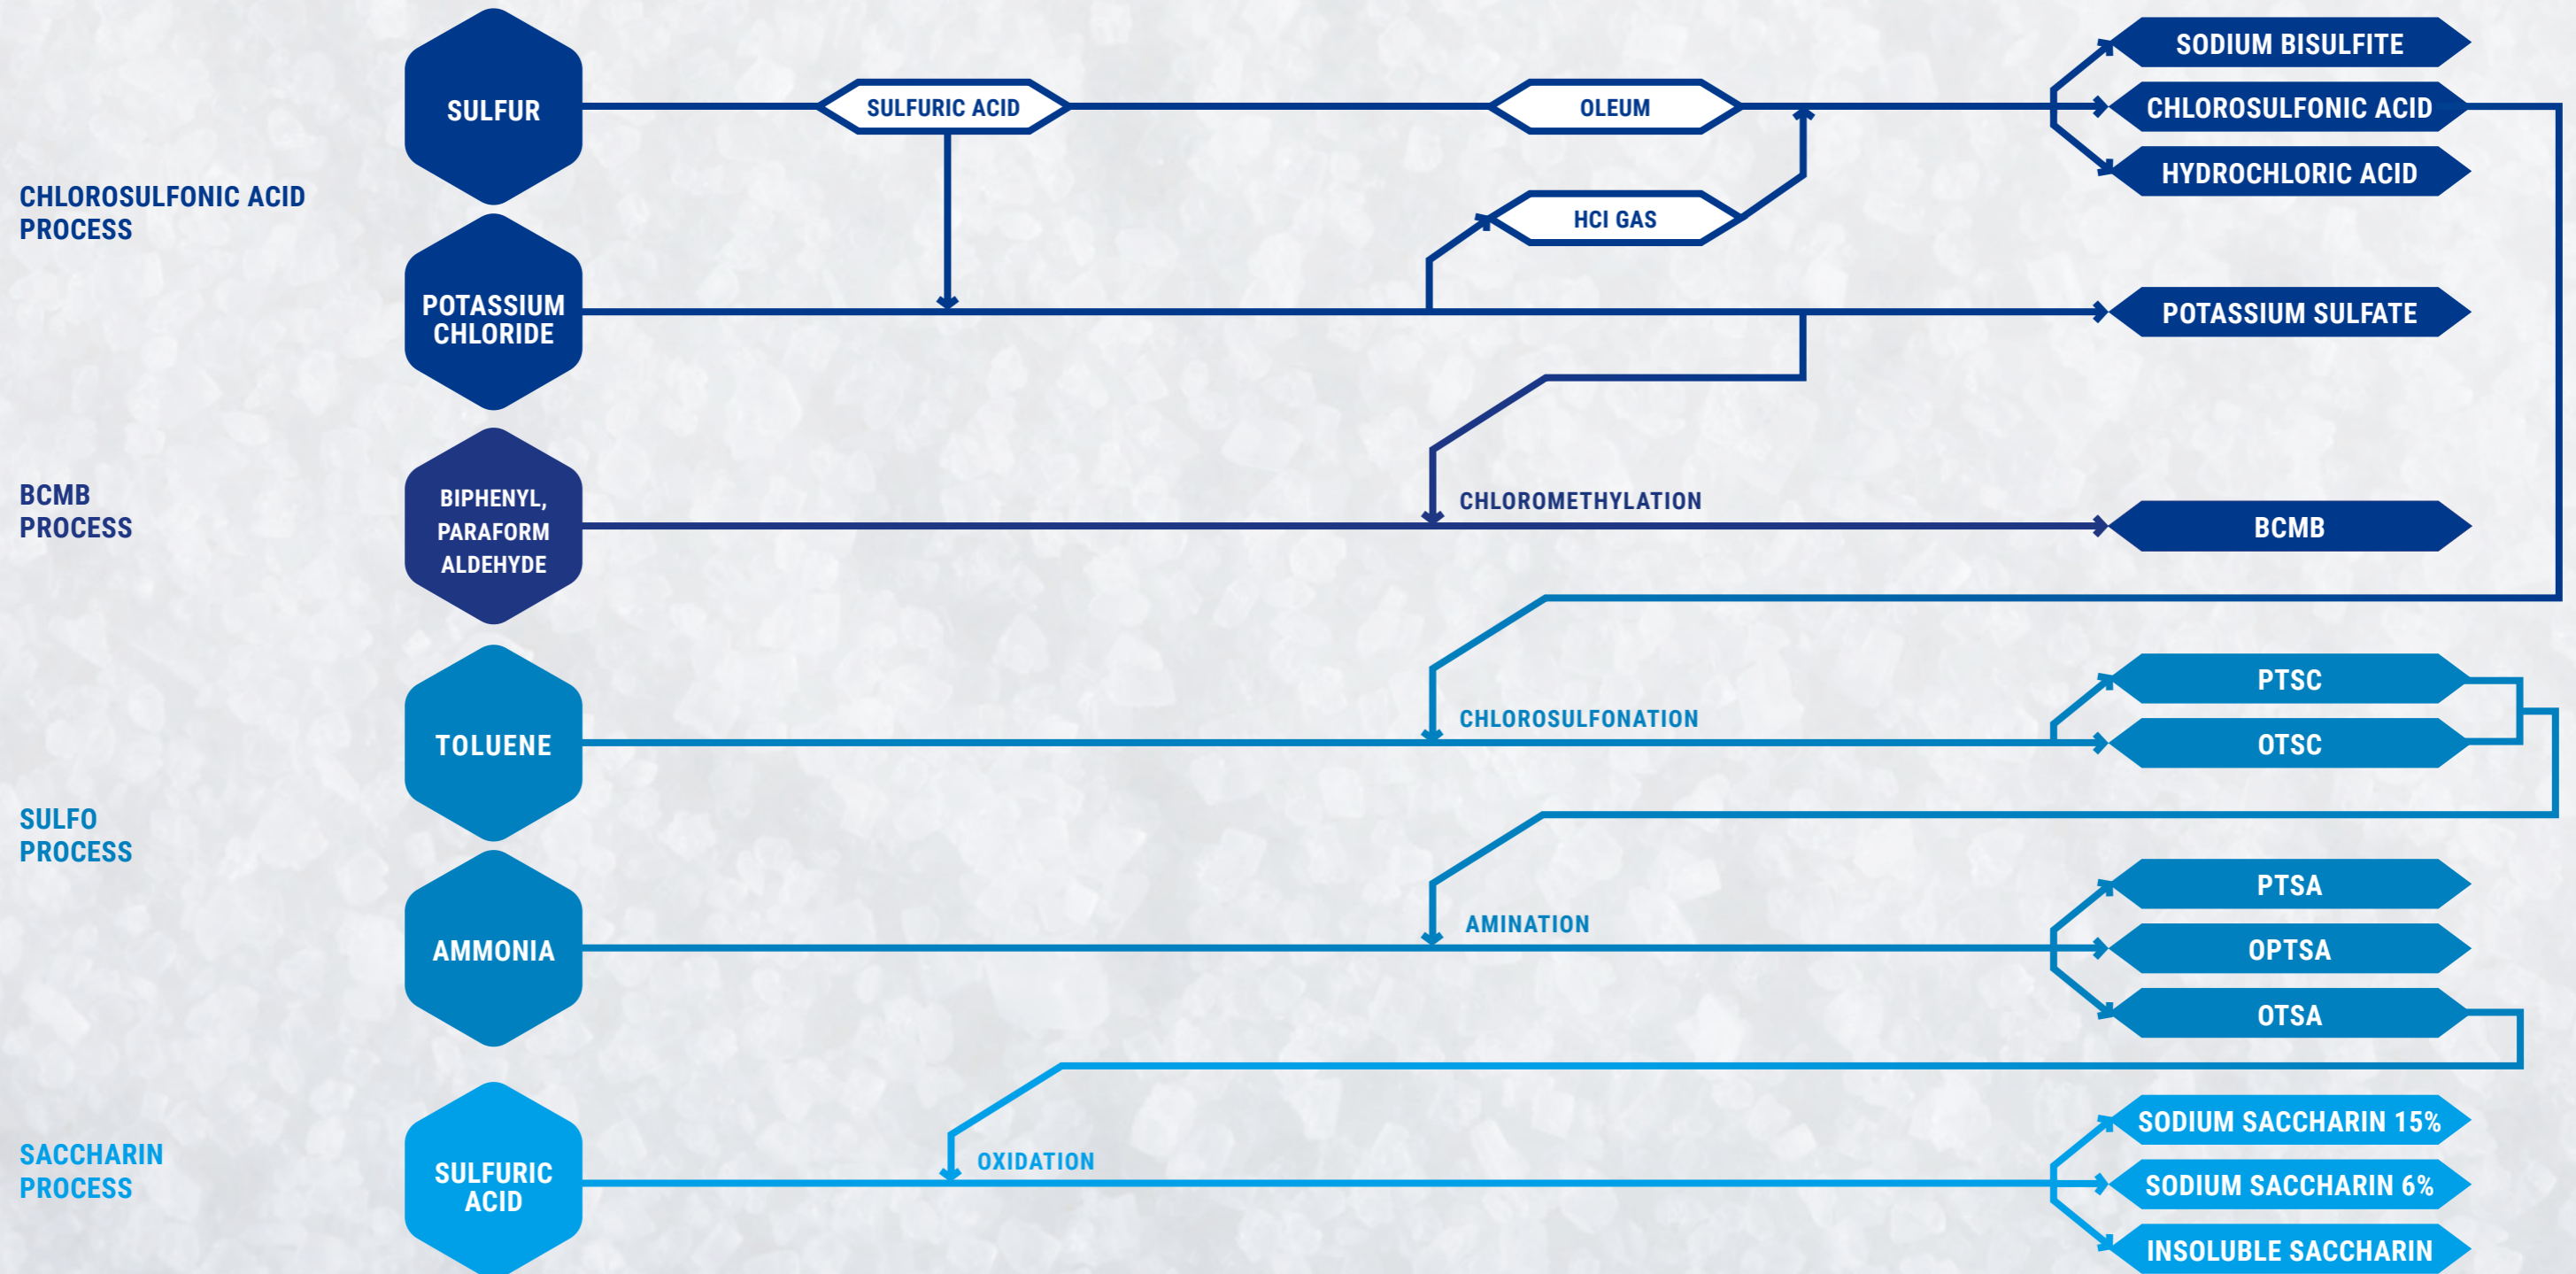 CHLOROSULFONIC ACID
PROCESS
SULFUR
SULFURIC ACID
OLEUM
SODIUM BISULFITE
CHLOROSULFONIC ACID
HYDROCHLORIC ACID
HCl GAS
POTASSIUM
CHLORIDE
POTASSIUM SULFATE
BCMB
PROCESS
BIPHENYL,
PARAFORM
ALDEHYDE
CHLOROMETHYLATION
BCMB
SULFO
PROCESS
TOLUENE
CHLOROSULFONATION
PTSC
OTSC
AMMONIA
AMINATION
PTSA
OPTSA
OTSA
SACCHARIN
PROCESS
SULFURIC
ACID
OXIDATION
SODIUM SACCHARIN 15%
SODIUM SACCHARIN 6%
INSOLUBLE SACCHARIN